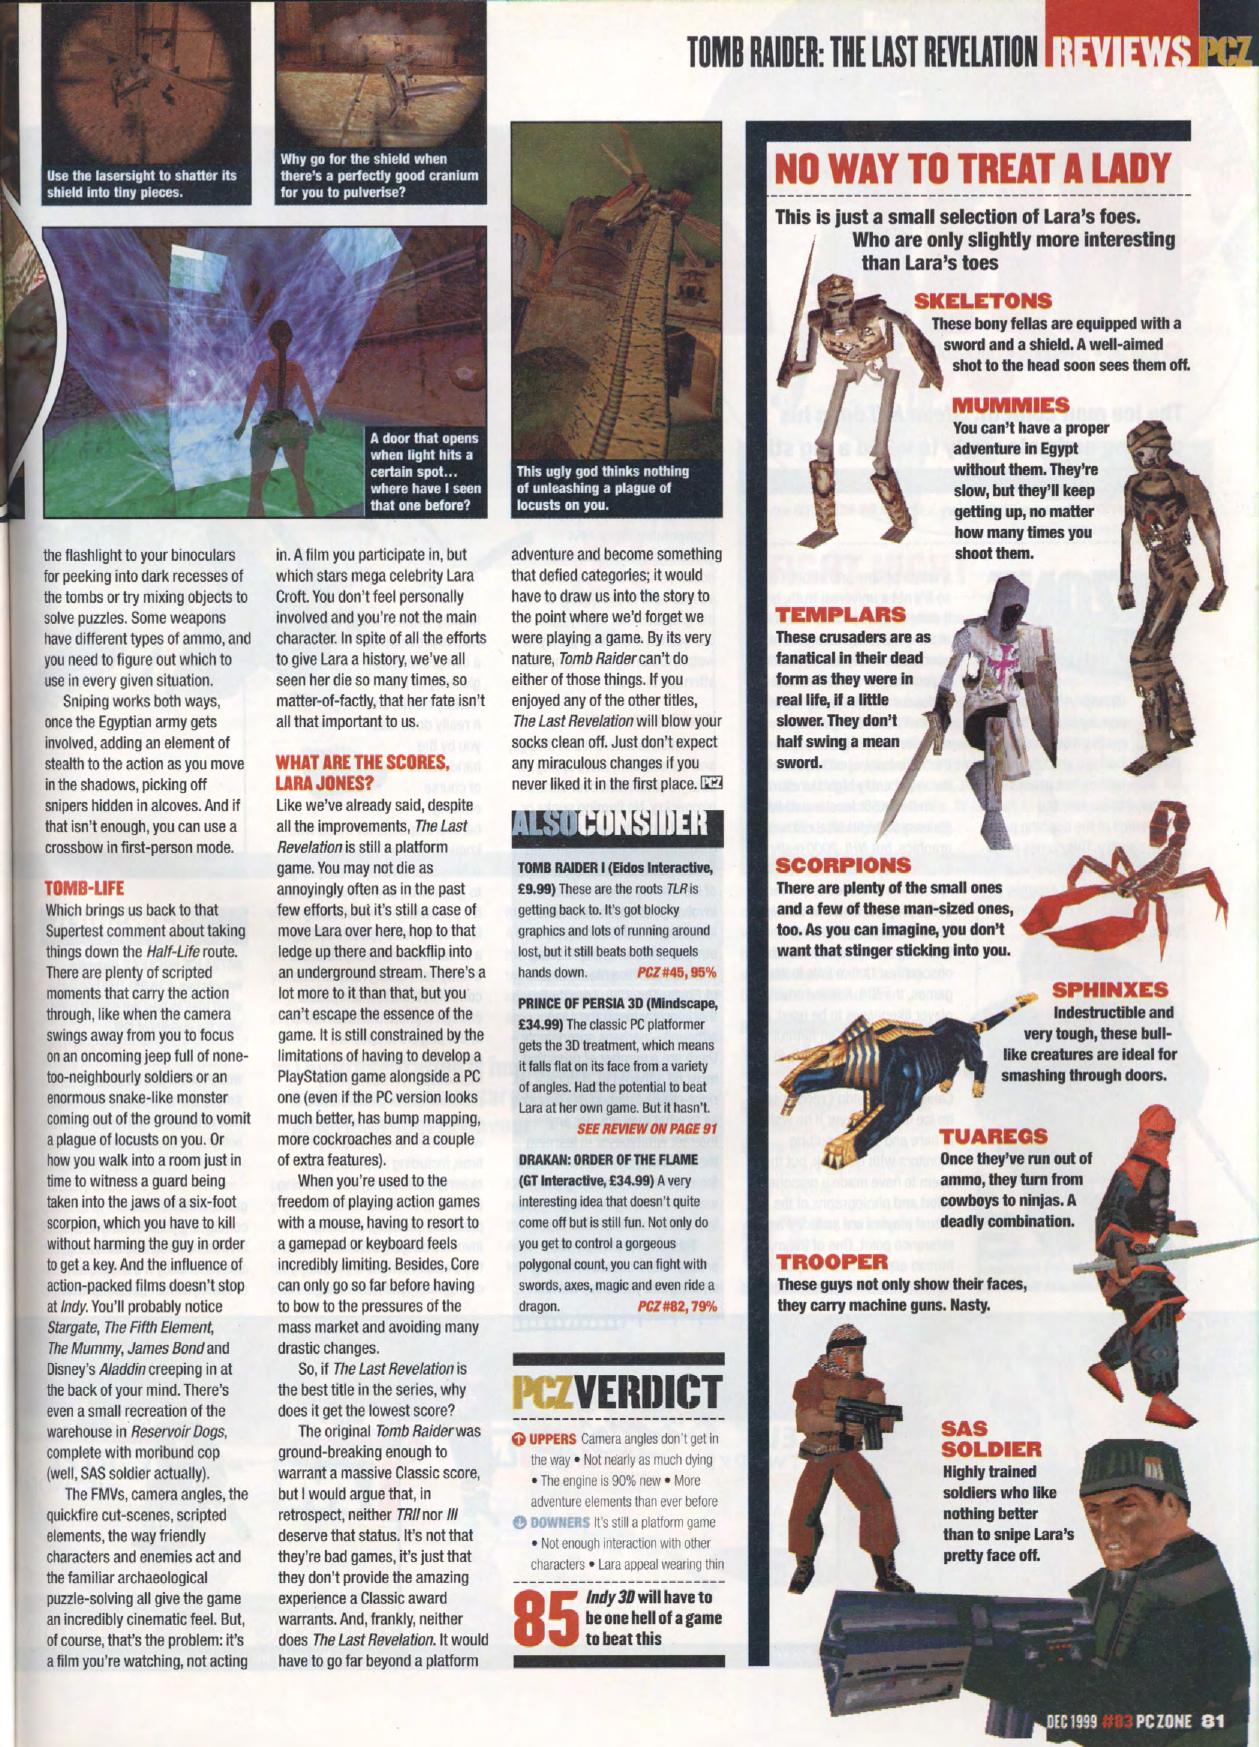 TOMB RAIDER: THE LAST REVELATION REVIEWS PCZ
Use the lasersight to shatter its
shield into tiny pieces.
Why go for the shield when
there's a perfectly good cranium
for you to pulverise?
A door that opens
when light hits a
certain spot...
where have I seen
that one before?
This ugly god thinks nothing
of unleashing a plague of
locusts on you.
the flashlight to your binoculars
for peeking into dark recesses of
the tombs or try mixing objects to
solve puzzles. Some weapons
have different types of ammo, and
you need to figure out which to
use in every given situation.
Sniping works both ways,
once the Egyptian army gets
involved, adding an element of
stealth to the action as you move
in the shadows, picking off
snipers hidden in alcoves. And if
that isn't enough, you can use a
crossbow in first-person mode.
TOMB-LIFE
Which brings us back to that
Supertest comment about taking
things down the Half-Life route.
There are plenty of scripted
moments that carry the action
through, like when the camera
swings away from you to focus
on an oncoming jeep full of none-
too-neighbourly soldiers or an
enormous snake-like monster
coming out of the ground to vomit
a plague of locusts on you. Or
how you walk into a room just in
time to witness a guard being
taken into the jaws of a six-foot
scorpion, which you have to kill
without harming the guy in order
to get a key. And the influence of
action-packed films doesn't stop
at Indy. You'll probably notice
Stargate, The Fifth Element,
The Mummy, James Bond and
Disney's Aladdin creeping in at
the back of your mind. There's
even a small recreation of the
warehouse in Reservoir Dogs,
complete with moribund cop
(well, SAS soldier actually).
The FMVs, camera angles, the
quickfire cut-scenes, scripted
elements, the way friendly
characters and enemies act and
the familiar archaeological
puzzle-solving all give the game
an incredibly cinematic feel. But,
of course, that's the problem: it's
a film you're watching, not acting
in. A film you participate in, but
which stars mega celebrity Lara
Croft. You don't feel personally
involved and you're not the main
character. In spite of all the efforts
to give Lara a history, we've all
seen her die so many times, so
matter-of-factly, that her fate isn't
all that important to us.
WHAT ARE THE SCORES,
LARA JONES?
Like we've already said, despite
all the improvements, The Last
Revelation is still a platform
game. You may not die as
annoyingly often as in the past
few efforts, but it's still a case of
move Lara over here, hop to that
ledge up there and backflip into
an underground stream. There's a
lot more to it than that, but you
can't escape the essence of the
game. It is still constrained by the
limitations of having to develop a
PlayStation game alongside a PC
one (even if the PC version looks
much better, has bump mapping,
more cockroaches and a couple
of extra features).
When you're used to the
freedom of playing action games
with a mouse, having to resort to
a gamepad or keyboard feels
incredibly limiting. Besides, Core
can only go so far before having
to bow to the pressures of the
mass market and avoiding many
drastic changes.
So, if The Last Revelation is
the best title in the series, why
does it get the lowest score?
The original Tomb Raider was
ground-breaking enough to
warrant a massive Classic score,
but I would argue that, in
retrospect, neither TRII nor III
deserve that status. It's not that
they're bad games, it's just that
they don't provide the amazing
experience a Classic award
warrants. And, frankly, neither
does The Last Revelation. It would
have to go far beyond a platform
adventure and become something
that defied categories; it would
have to draw us into the story to
the point where we'd forget we
were playing a game. By its very
nature, Tomb Raider can't do
either of those things. If you
enjoyed any of the other titles,
The Last Revelation will blow your
socks clean off. Just don't expect
any miraculous changes if you
never liked it in the first place. PCZ
ALSO CONSIDER
TOMB RAIDER I (Eidos Interactive,
£9.99) These are the roots TLR is
getting back to. It's got blocky
graphics and lots of running around
lost, but it still beats both sequels
hands down. PCZ #45, 95%
PRINCE OF PERSIA 3D (Mindscape,
£34.99) The classic PC platformer
gets the 3D treatment, which means
it falls flat on its face from a variety
of angles. Had the potential to beat
Lara at her own game. But it hasn't.
SEE REVIEW ON PAGE 91
DRAKAN: ORDER OF THE FLAME
(GT Interactive, £34.99) A very
interesting idea that doesn't quite
come off but is still fun. Not only do
you get to control a gorgeous
polygonal count, you can fight with
swords, axes, magic and even ride a
dragon. PCZ #82, 79%
PCZ VERDICT
UPPERS Camera angles don't get in
the way • Not nearly as much dying
• The engine is 90% new • More
adventure elements than ever before
DOWNERS It's still a platform game
• Not enough interaction with other
characters • Lara appeal wearing thin
85 Indy 3D will have to
be one hell of a game
to beat this
NO WAY TO TREAT A LADY
This is just a small selection of Lara's foes.
Who are only slightly more interesting
than Lara's toes
SKELETONS
These bony fellas are equipped with a
sword and a shield. A well-aimed
shot to the head soon sees them off.
MUMMIES
You can't have a proper
adventure in Egypt
without them. They're
slow, but they'll keep
getting up, no matter
how many times you
shoot them.
TEMPLARS
These crusaders are as
fanatical in their dead
form as they were in
real life, if a little
slower. They don't
half swing a mean
sword.
SCORPIONS
There are plenty of the small ones
and a few of these man-sized ones,
too. As you can imagine, you don't
want that stinger sticking into you.
SPHINXES
Indestructible and
very tough, these bull-
like creatures are ideal for
smashing through doors.
TUAREGS
Once they've run out of
ammo, they turn from
cowboys to ninjas. A
deadly combination.
TROOPER
These guys not only show their faces,
they carry machine guns. Nasty.
SAS
SOLDIER
Highly trained
soldiers who like
nothing better
than to snipe Lara's
pretty face off.
DEC 1999 #83 PC ZONE 81